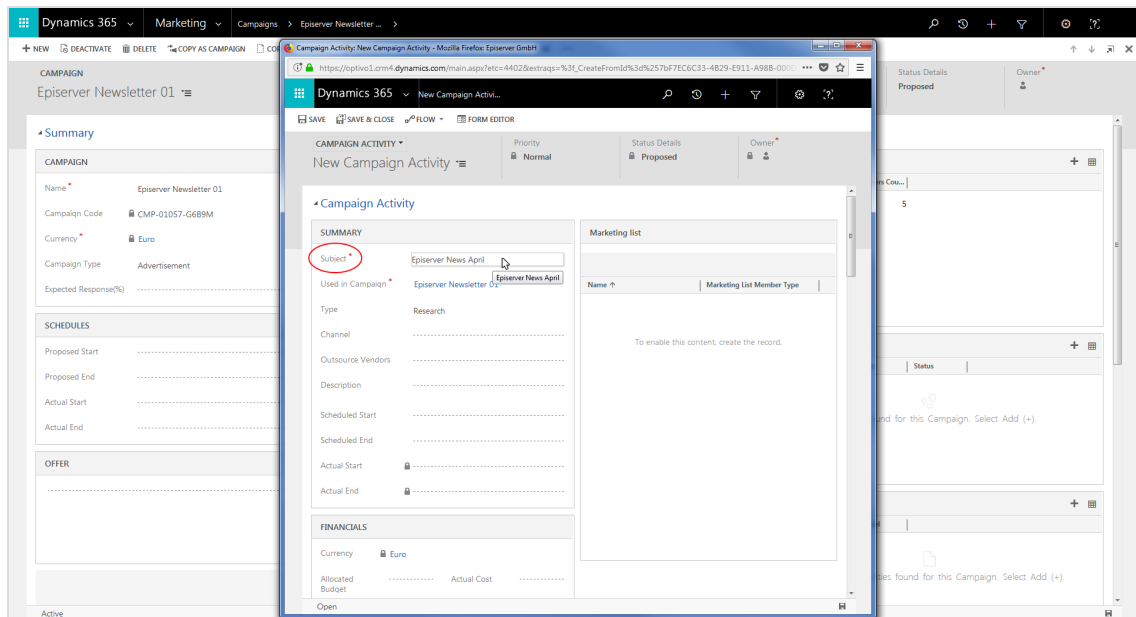 Dynamics 365 Marketing Campaigns > Episerver Newsletter ... >
+ NEW DEACTIVATE DELETE COPY AS CAMPAIGN
CAMPAIGN
Episerver Newsletter 01
Status Details
Proposed
Owner*
Summary
CAMPAIGN
Name* Episerver Newsletter 01
Campaign Code CMP-01057-G6B9M
Currency* Euro
Campaign Type Advertisement
Expected Response(%)
SCHEDULES
Proposed Start
Proposed End
Actual Start
Actual End
OFFER
Active
Campaign Activity: New Campaign Activity - Mozilla Firefox: Episerver GmbH
https://optivo1.crm4.dynamics.com/main.aspx?etc=4402&extraqs=%3f_CreateFromId%3d%257bF7EC6C33-4B29-E911-A98B-000D
Dynamics 365 New Campaign Activi...
SAVE SAVE & CLOSE FLOW FORM EDITOR
CAMPAIGN ACTIVITY
New Campaign Activity
Priority
Normal
Status Details
Proposed
Owner*
Campaign Activity
SUMMARY
Subject* Episerver News April
Episerver News April
Used in Campaign* Episerver Newsletter 01
Type Research
Channel
Outsource Vendors
Description
Scheduled Start
Scheduled End
Actual Start
Actual End
FINANCIALS
Currency Euro
Allocated Budget Actual Cost
Open
Marketing list
Name ↑ Marketing List Member Type
To enable this content, create the record.
5
Status
for this Campaign. Select Add (+).
found for this Campaign. Select Add (+).